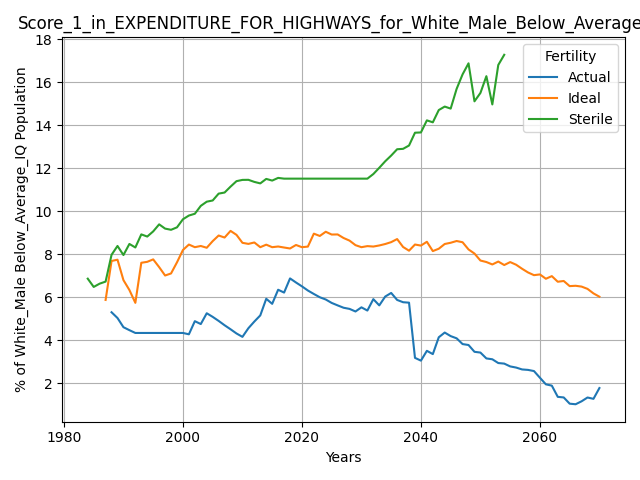 Score_1_in_EXPENDITURE_FOR_HIGHWAYS_for_White_Male_Below_Average
18
16
14
12
10
8
6
4
2
% of White_Male Below_Average_IQ Population
1980
2000
2020
2040
2060
Years
Fertility
Actual
Ideal
Sterile